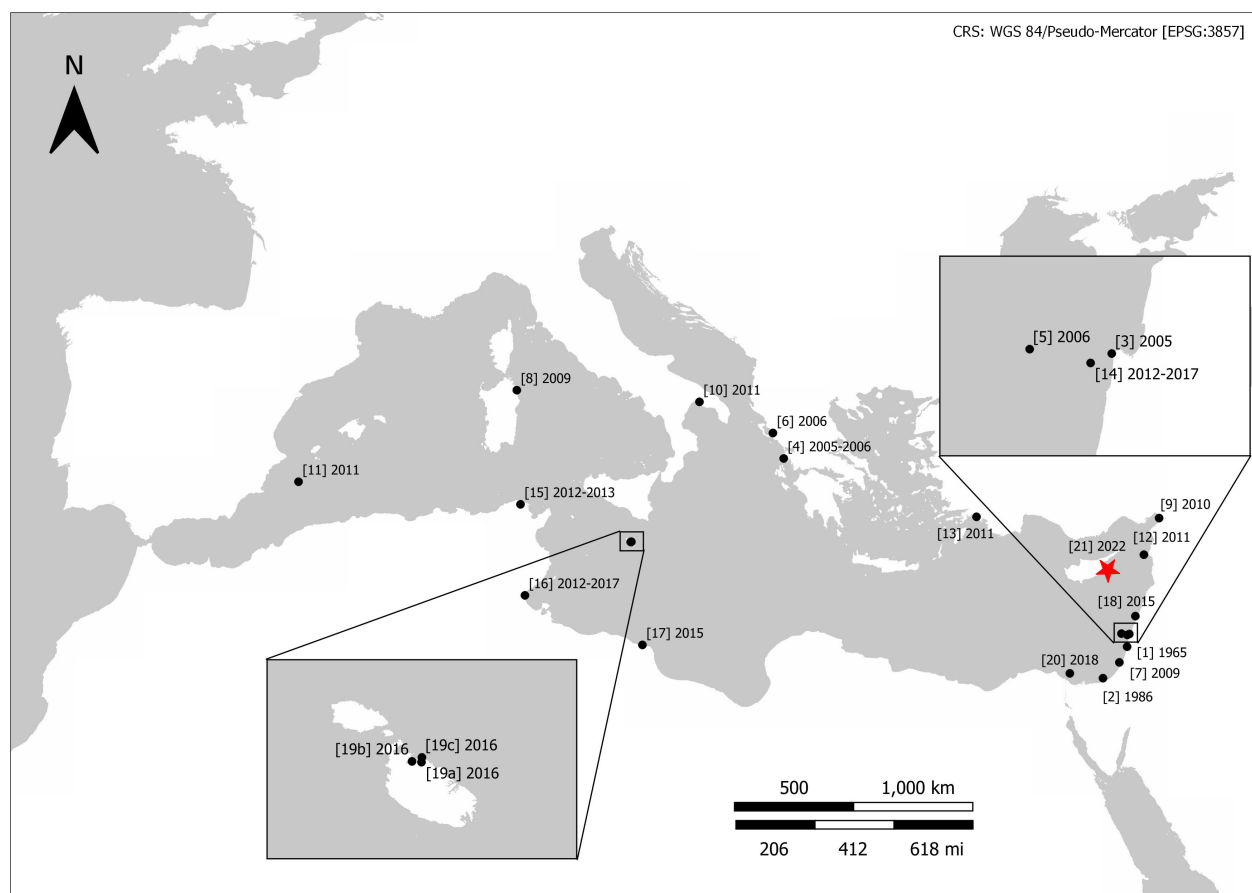 CRS: WGS 84/Pseudo-Mercator [EPSG:3857]
N
[5] 2006
[3] 2005
[14] 2012-2017
[8] 2009
[10] 2011
[6] 2006
[4] 2005-2006
[11] 2011
[15] 2012-2013
[9] 2010
[13] 2011
[12] 2011
[21] 2022
[16] 2012-2017
[18] 2015
[17] 2015
[1] 1965
[20] 2018
[7] 2009
[2] 1986
[19b] 2016
[19c] 2016
[19a] 2016
500 1,000 km
206 412 618 mi